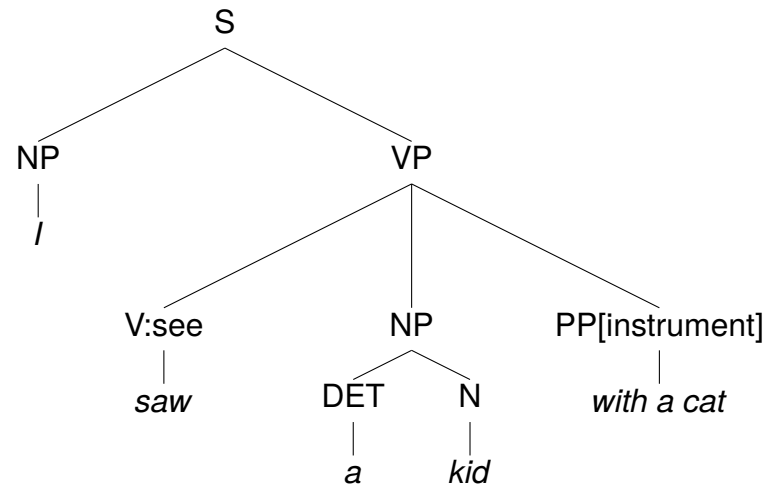 S
NP VP
I
V:see NP PP[instrument]
saw DET N with a cat
a kid